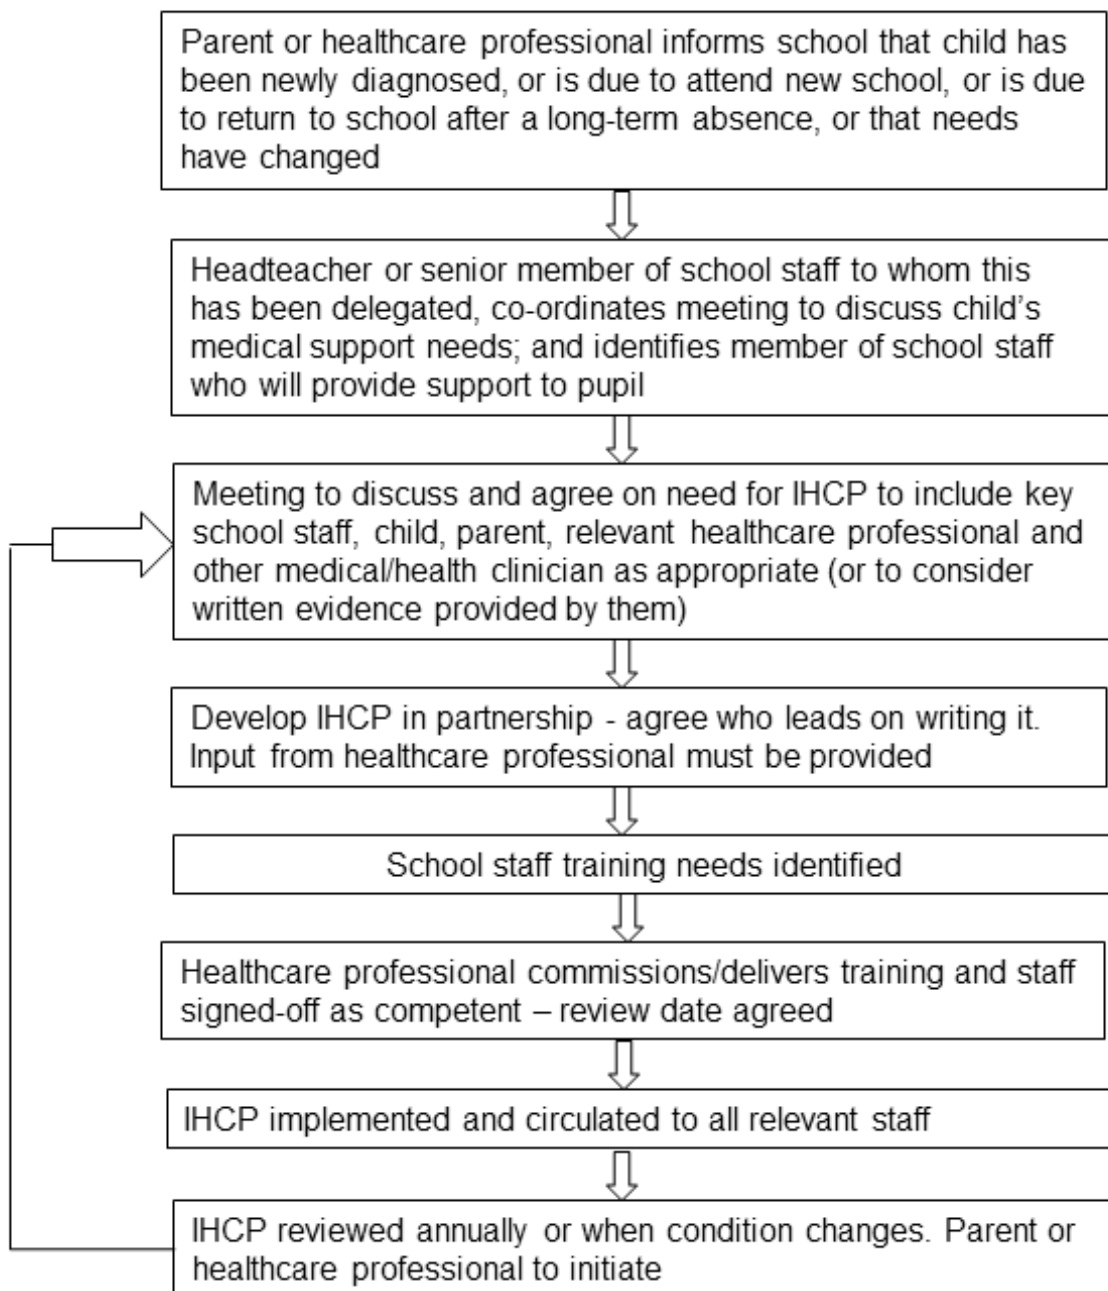 Parent or healthcare professional informs school that child has
been newly diagnosed, or is due to attend new school, or is due
to return to school after a long-term absence, or that needs
have changed
Headteacher or senior member of school staff to whom this
has been delegated, co-ordinates meeting to discuss child's
medical support needs; and identifies member of school staff
who will provide support to pupil
Meeting to discuss and agree on need for IHCP to include key
school staff, child, parent, relevant healthcare professional and
other medical/health clinician as appropriate (or to consider
written evidence provided by them)
Develop IHCP in partnership - agree who leads on writing it.
Input from healthcare professional must be provided
School staff training needs identified
Healthcare professional commissions/delivers training and staff
signed-off as competent – review date agreed
IHCP implemented and circulated to all relevant staff
IHCP reviewed annually or when condition changes. Parent or
healthcare professional to initiate